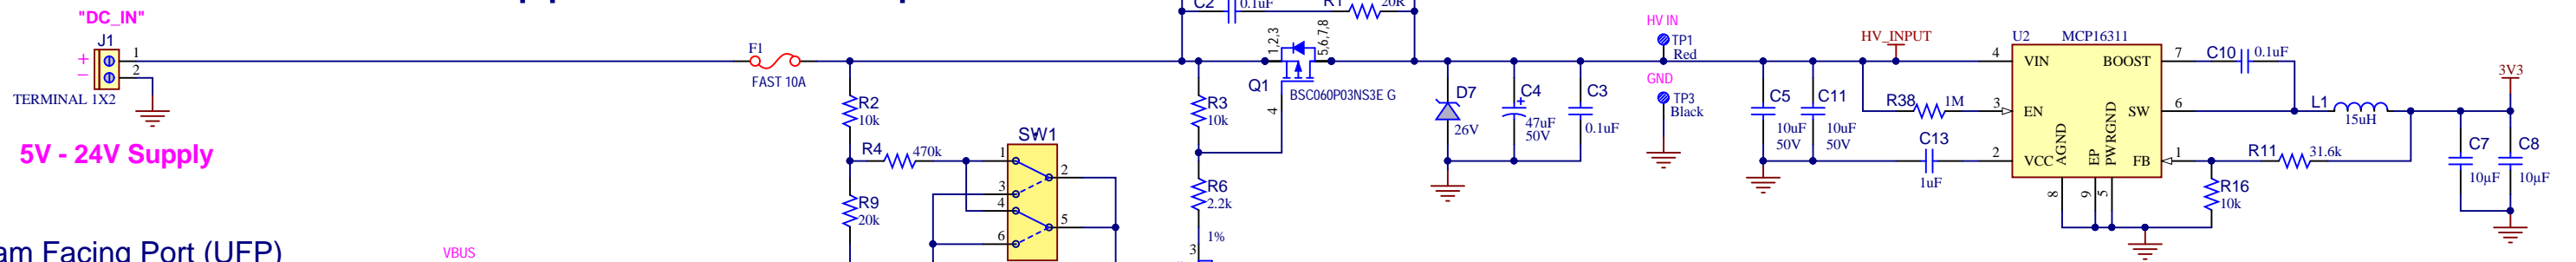 "DC_IN"
J1
+
−
1
2
TERMINAL 1X2
5V - 24V Supply
am Facing Port (UFP)
VBUS
F1
FAST 10A
R2
10k
R4
470k
R9
20k
SW1
1
2
3
4
5
6
C2
0.1uF
R1
20R
R3
10k
R6
2.2k
1%
3
1,2,3
5,6,7,8
Q1
4
BSC060P03NS3E G
D7
26V
C4
+
47uF
50V
C3
0.1uF
HV IN
TP1
Red
GND
TP3
Black
C5
10uF
50V
C11
10uF
50V
HV_INPUT
R38
1M
C13
1uF
U2
MCP16311
4
VIN
BOOST
7
3
EN
SW
6
2
VCC
FB
1
AGND
EP
PWRGND
8
9
5
C10
0.1uF
L1
15uH
R11
31.6k
R16
10k
3V3
C7
10µF
C8
10µF